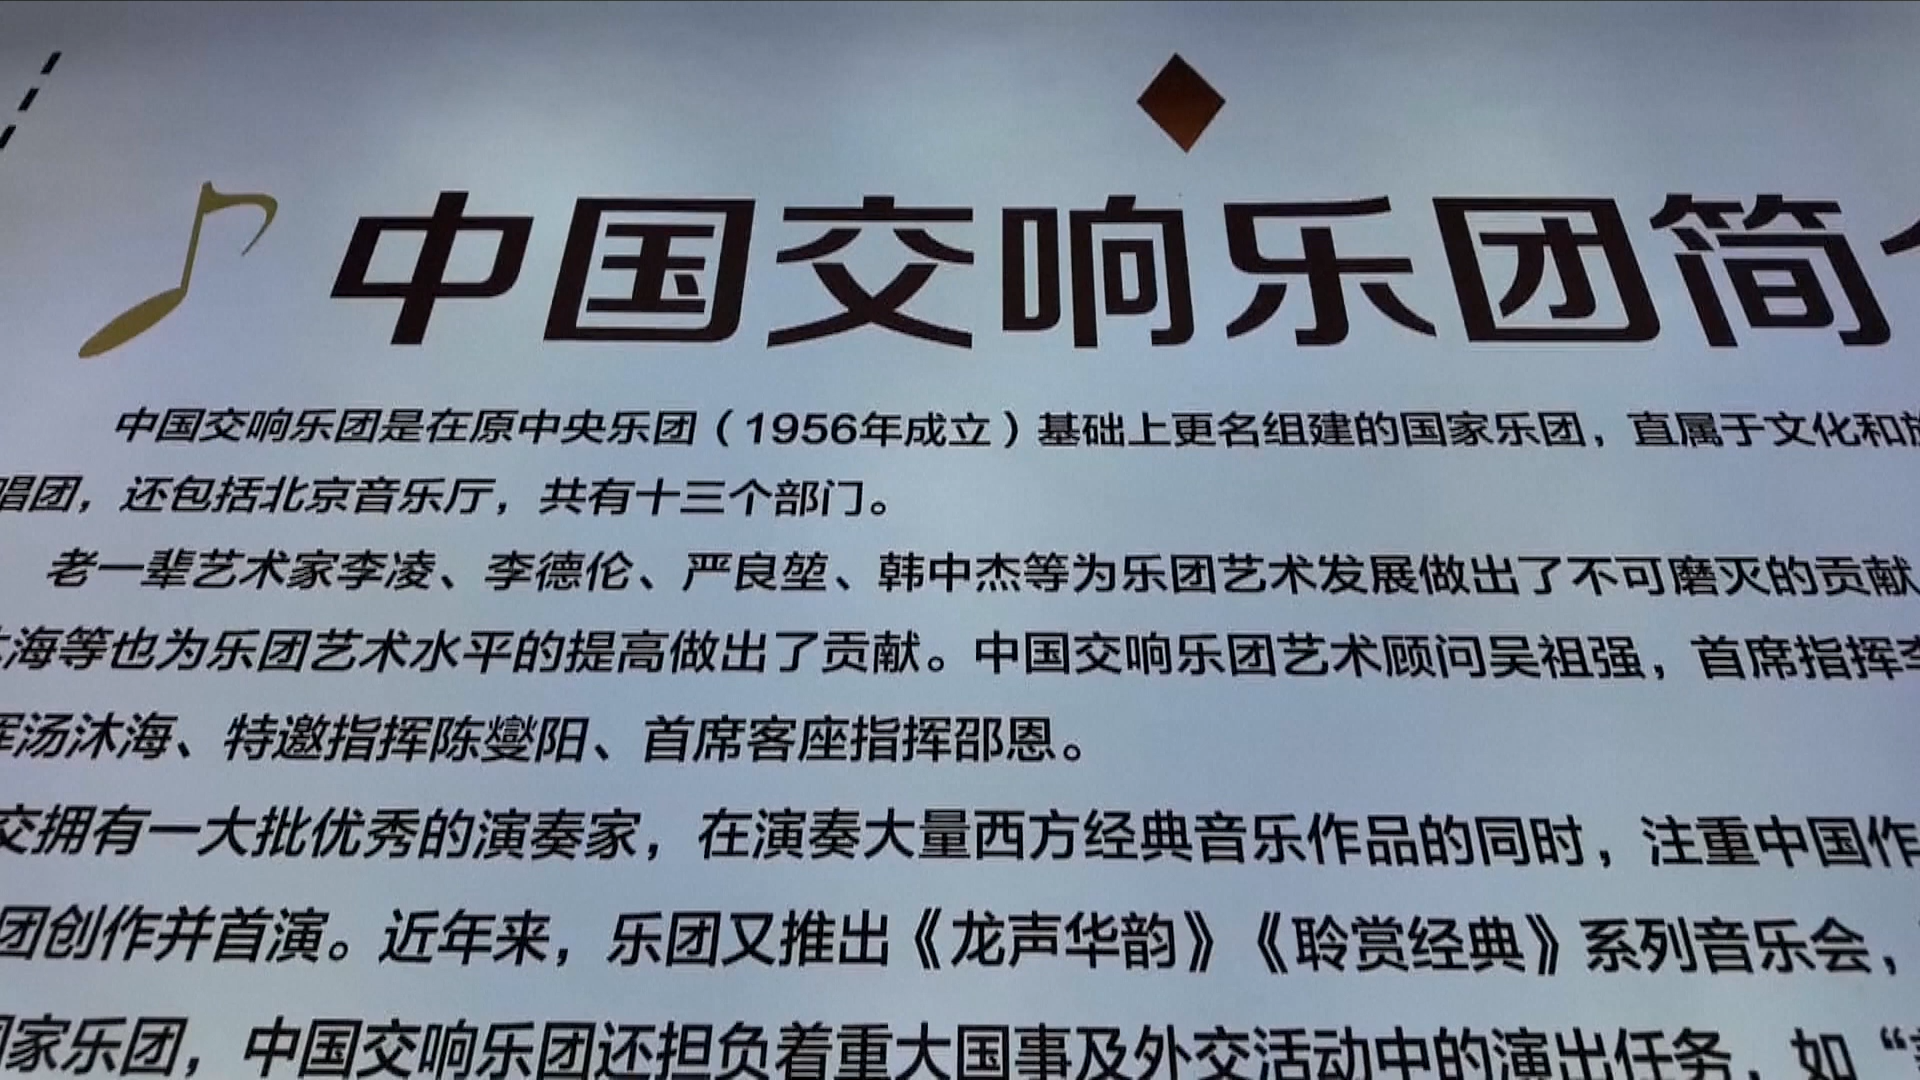 中国交响乐团简介
中国交响乐团是在原中央乐团（1956年成立）基础上更名组建的国家乐团，直属于文化和旅
唱团，还包括北京音乐厅，共有十三个部门。
老一辈艺术家李凌、李德伦、严良堃、韩中杰等为乐团艺术发展做出了不可磨灭的贡献
海等也为乐团艺术水平的提高做出了贡献。中国交响乐团艺术顾问吴祖强，首席指挥李
挥汤沐海、特邀指挥陈燮阳、首席客座指挥邵恩。
交拥有一大批优秀的演奏家，在演奏大量西方经典音乐作品的同时，注重中国作
团创作并首演。近年来，乐团又推出《龙声华韵》《聆赏经典》系列音乐会，
国家乐团，中国交响乐团还担负着重大国事及外交活动中的演出任务，如“